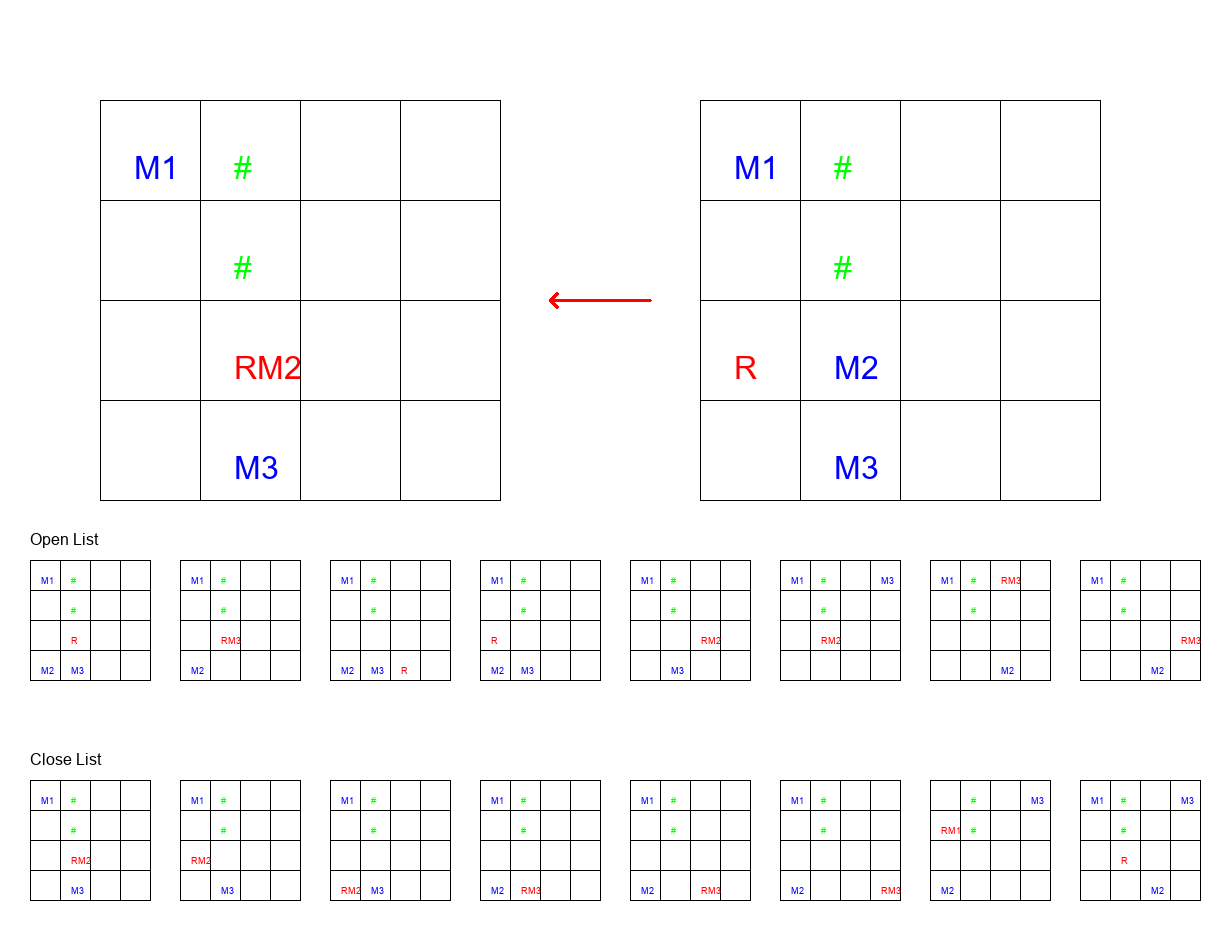 M1 # M1 #
# #
RM2 R M2
M3 M3
Open List
M1 # M1 # M1 # M1 # M1 # M1 # M3 M1 # RM3 M1 #
# # # # # # # #
R RM3 R RM2 RM2 RM3
M2 M3 M2 M2 M3 R M2 M3 M3 M2 M2
Close List
M1 # M1 # M1 # M1 # M1 # M1 # # M3 M1 # M3
# # # # # # RM1 # #
RM2 RM2 R
M3 M3 RM2 M3 M2 RM3 M2 RM3 M2 RM3 M2 M2